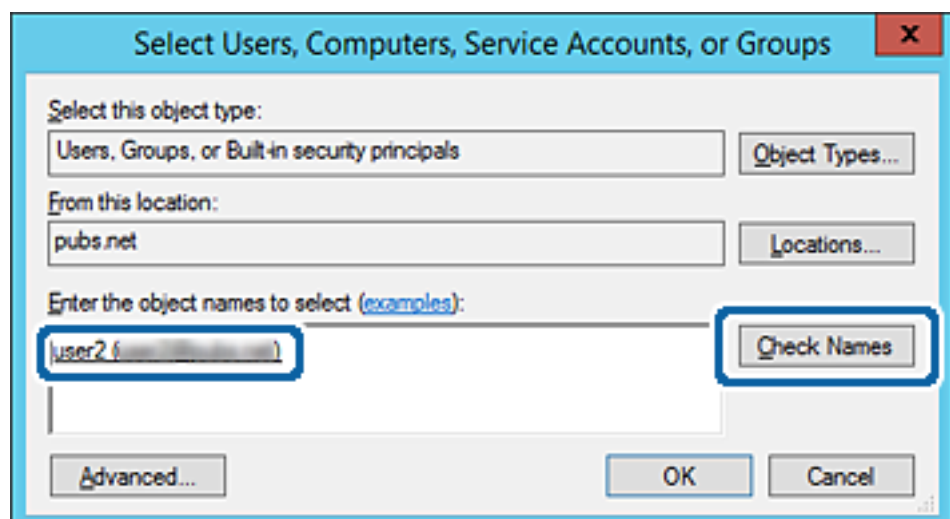 Select Users, Computers, Service Accounts, or Groups
x
Select this object type:
Users, Groups, or Built-in security principals
Object Types...
From this location:
pubs.net
Locations...
Enter the object names to select (examples):
user2 ( )
Check Names
Advanced...
OK
Cancel